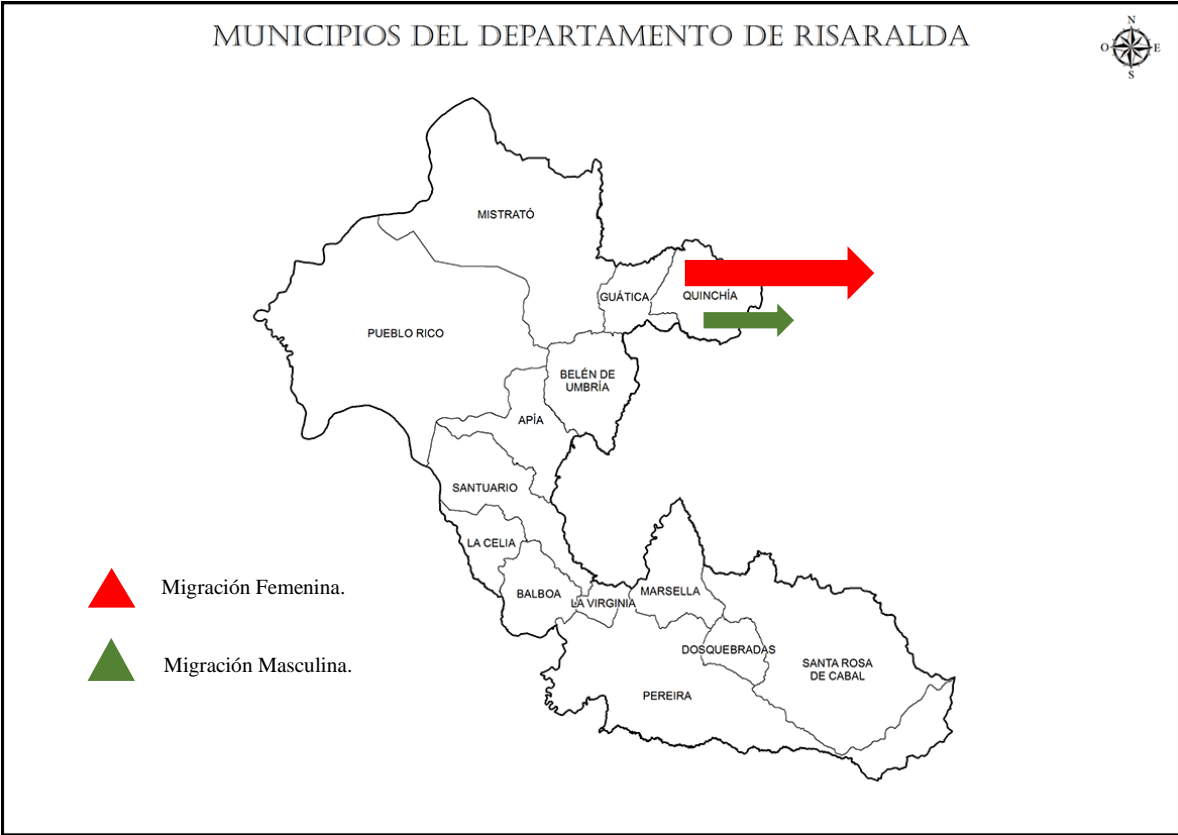 MUNICIPIOS DEL DEPARTAMENTO DE RISARALDA
N
O
E
S
MISTRATÓ
GUÁTICA
QUINCHÍA
PUEBLO RICO
BELÉN DE
UMBRÍA
APÍA
SANTUARIO
LA CELIA
BALBOA
LA VIRGINIA
MARSELLA
DOSQUEBRADAS
SANTA ROSA
DE CABAL
PEREIRA
Migración Femenina.
Migración Masculina.